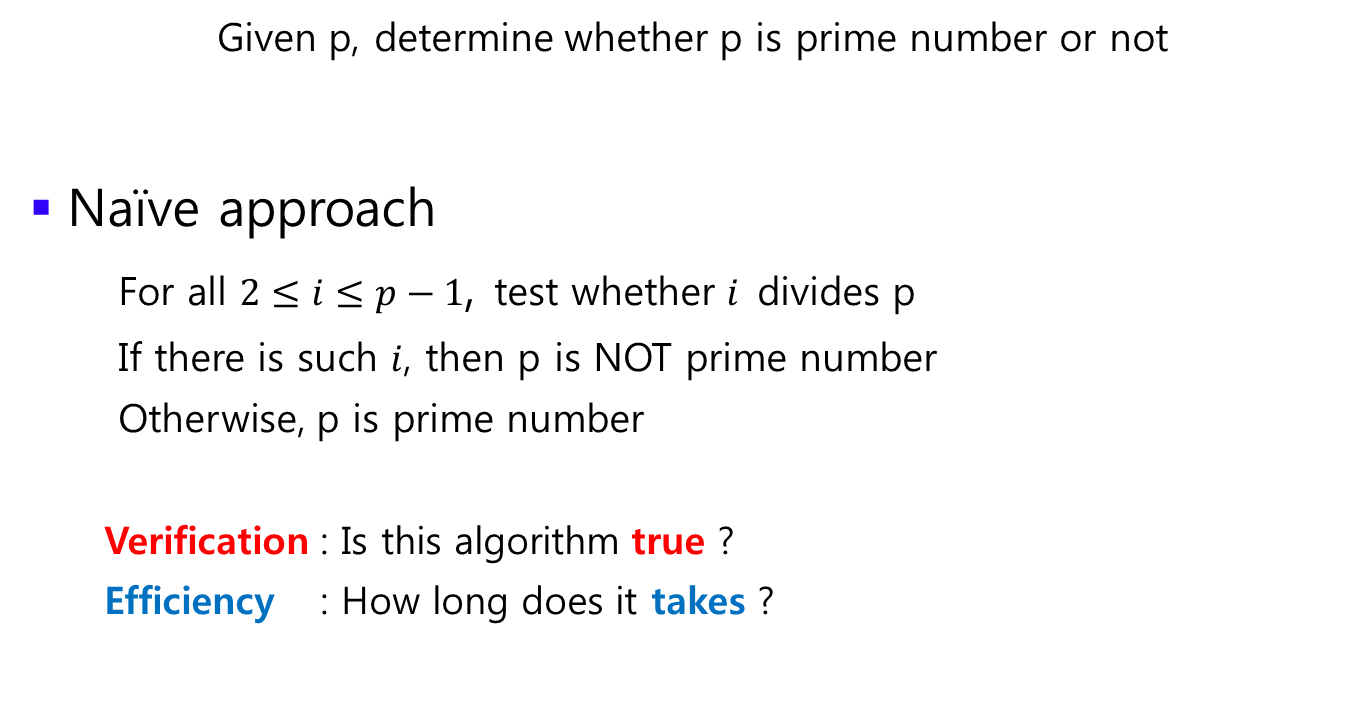 Given p, determine whether p is prime number or not
▪ Naïve approach
For all 2 ≤ i ≤ p − 1, test whether i divides p
If there is such i, then p is NOT prime number
Otherwise, p is prime number
Verification : Is this algorithm true ?
Efficiency : How long does it takes ?